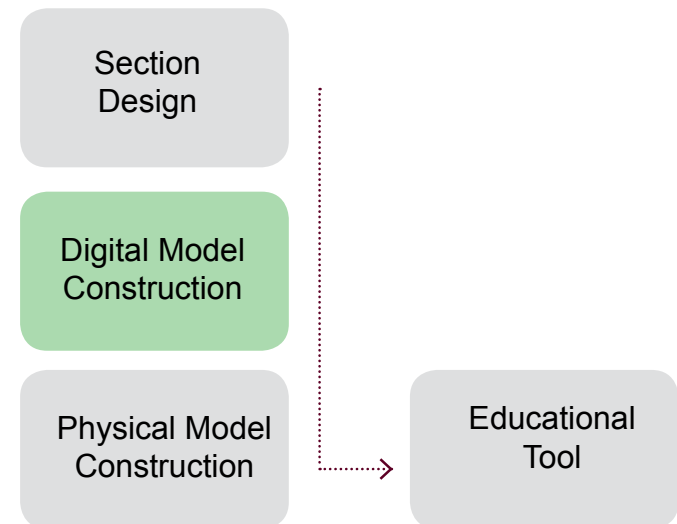 Section
Design
Digital Model
Construction
Physical Model
Construction
Educational
Tool